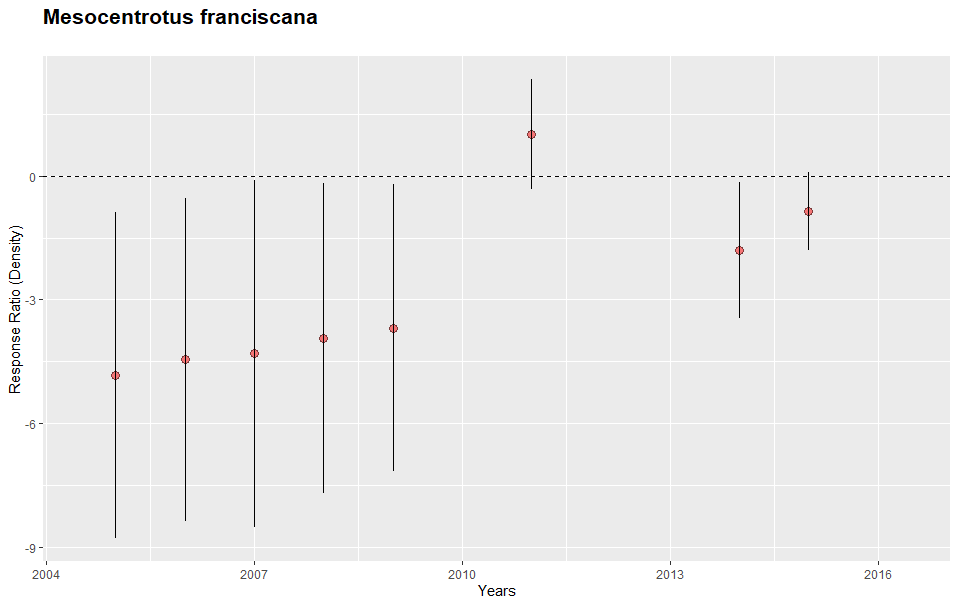 Mesocentrotus franciscana
Response Ratio (Density)
0
-3
-6
-9
2004 2007 2010 2013 2016
Years